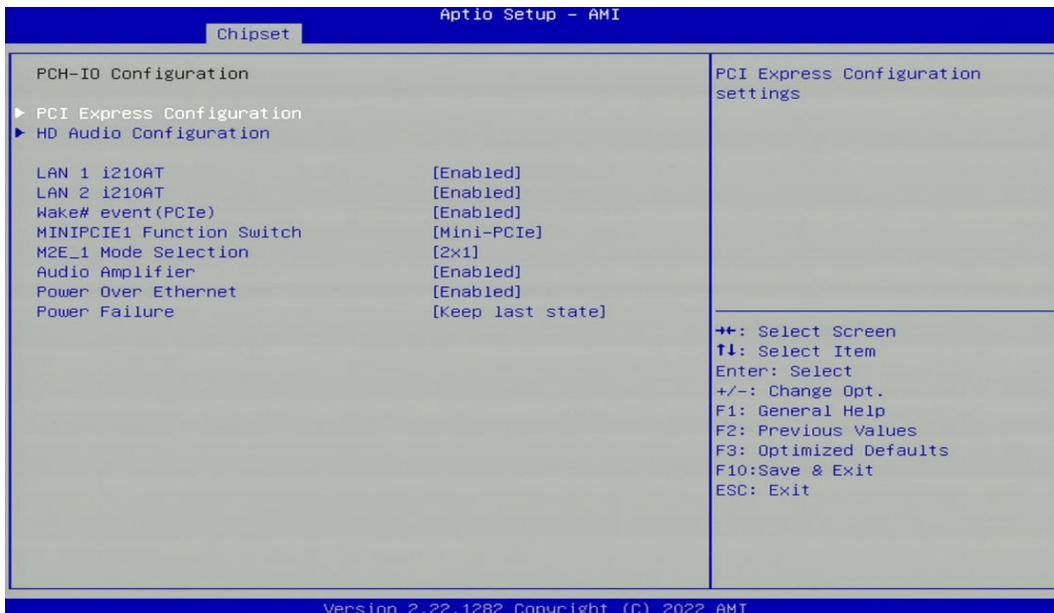 Aptio Setup – AMI
Chipset
PCH-IO Configuration
▶ PCI Express Configuration
▶ HD Audio Configuration
LAN 1 i210AT [Enabled]
LAN 2 i210AT [Enabled]
Wake# event(PCIe) [Enabled]
MINIPCIE1 Function Switch [Mini-PCIe]
M2E_1 Mode Selection [2x1]
Audio Amplifier [Enabled]
Power Over Ethernet [Enabled]
Power Failure [Keep last state]
PCI Express Configuration
settings
→←: Select Screen
↑↓: Select Item
Enter: Select
+/-: Change Opt.
F1: General Help
F2: Previous Values
F3: Optimized Defaults
F10:Save & Exit
ESC: Exit
Version 2.22.1282 Copyright (C) 2022 AMI